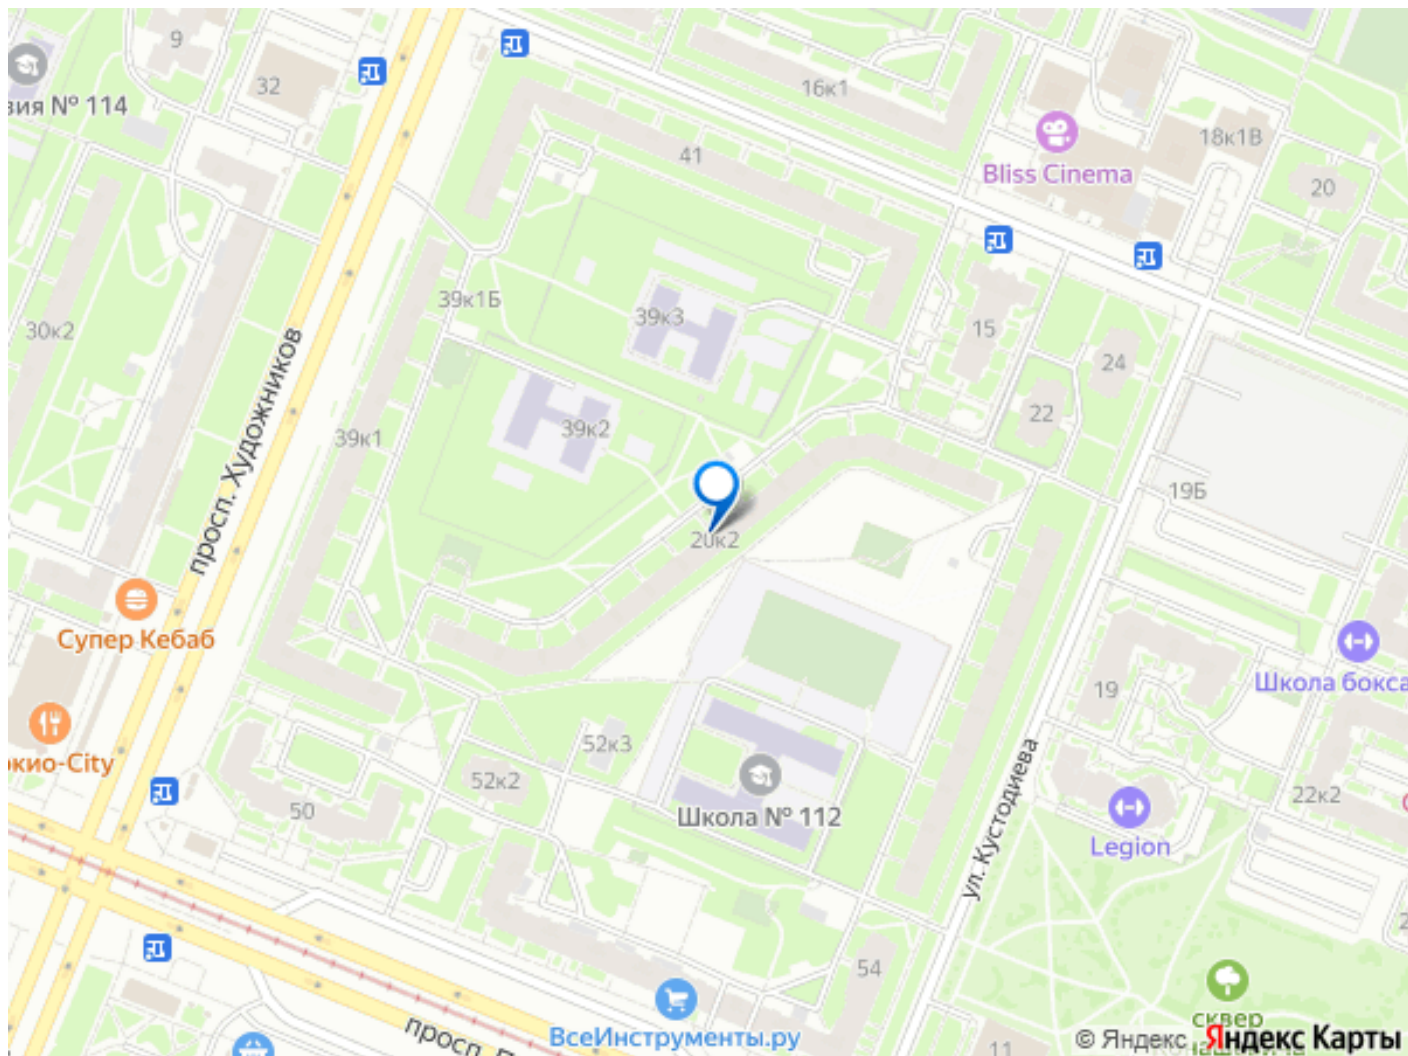 9
32
зия № 114
16к1
18к1В
41
Bliss Cinema
20
39к1Б
39к3
15
30к2
24
22
39к2
39к1
просп. Художников
19Б
20к2
Супер Кебаб
Школа бокса
19
52к3
окио-City
52к2
50
22к2
Школа № 112
Legion
ул. Кустодиева
54
сквер
ВсеИнструменты.ру
просп.
11
© Яндекс Яндекс Карты